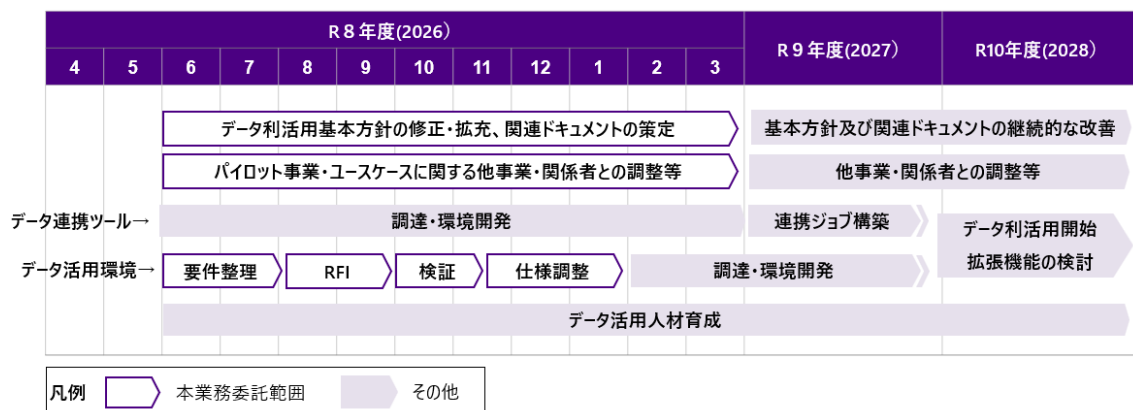 R８年度(2026)
R９年度(2027)
R10年度(2028)
4 5 6 7 8 9 10 11 12 1 2 3
データ利活用基本方針の修正・拡充、関連ドキュメントの策定
基本方針及び関連ドキュメントの継続的な改善
パイロット事業・ユースケースに関する他事業・関係者との調整等
他事業・関係者との調整等
データ連携ツール→
調達・環境開発
連携ジョブ構築
データ利活用開始
拡張機能の検討
データ活用環境→
要件整理
RFI
検証
仕様調整
調達・環境開発
データ活用人材育成
凡例
本業務委託範囲
その他